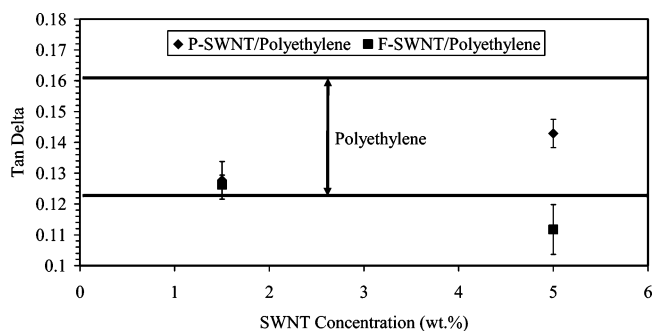 0.18
P-SWNT/Polyethylene F-SWNT/Polyethylene
0.17
0.16
0.15
Tan Delta
0.14
Polyethylene
0.13
0.12
0.11
0.1
0 1 2 3 4 5 6
SWNT Concentration (wt.%)